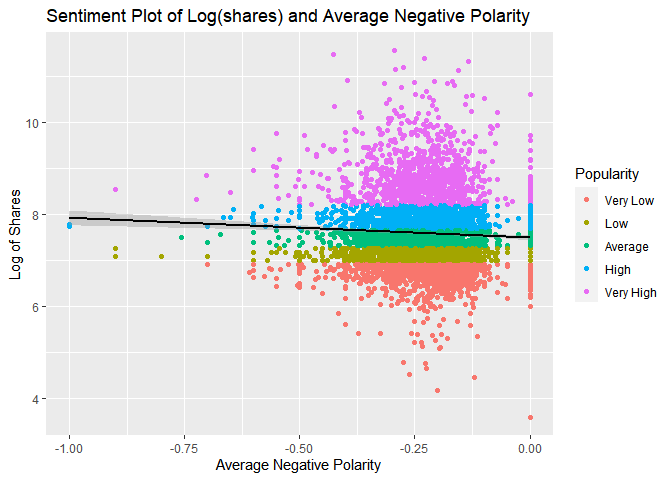 Sentiment Plot of Log(shares) and Average Negative Polarity
Log of Shares
10
8
6
4
-1.00
-0.75
-0.50
-0.25
0.00
Average Negative Polarity
Popularity
Very Low
Low
Average
High
Very High